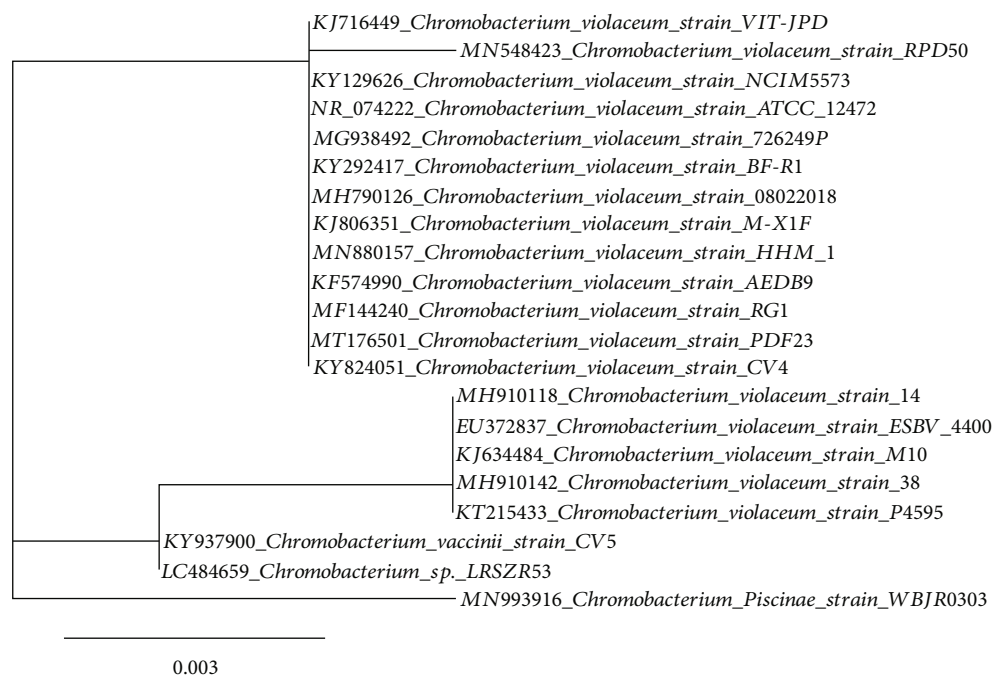 KJ716449_Chromobacterium_violaceum_strain_VIT-JPD
MN548423_Chromobacterium_violaceum_strain_RPD50
KY129626_Chromobacterium_violaceum_strain_NCIM5573
NR_074222_Chromobacterium_violaceum_strain_ATCC_12472
MG938492_Chromobacterium_violaceum_strain_726249P
KY292417_Chromobacterium_violaceum_strain_BF-R1
MH790126_Chromobacterium_violaceum_strain_08022018
KJ806351_Chromobacterium_violaceum_strain_M-X1F
MN880157_Chromobacterium_violaceum_strain_HHM_1
KF574990_Chromobacterium_violaceum_strain_AEDB9
MF144240_Chromobacterium_violaceum_strain_RG1
MT176501_Chromobacterium_violaceum_strain_PDF23
KY824051_Chromobacterium_violaceum_strain_CV4
MH910118_Chromobacterium_violaceum_strain_14
EU372837_Chromobacterium_violaceum_strain_ESBV_4400
KJ634484_Chromobacterium_violaceum_strain_M10
MH910142_Chromobacterium_violaceum_strain_38
KT215433_Chromobacterium_violaceum_strain_P4595
KY937900_Chromobacterium_vaccinii_strain_CV5
LC484659_Chromobacterium_sp._LRSZR53
MN993916_Chromobacterium_Piscinae_strain_WBJR0303
0.003